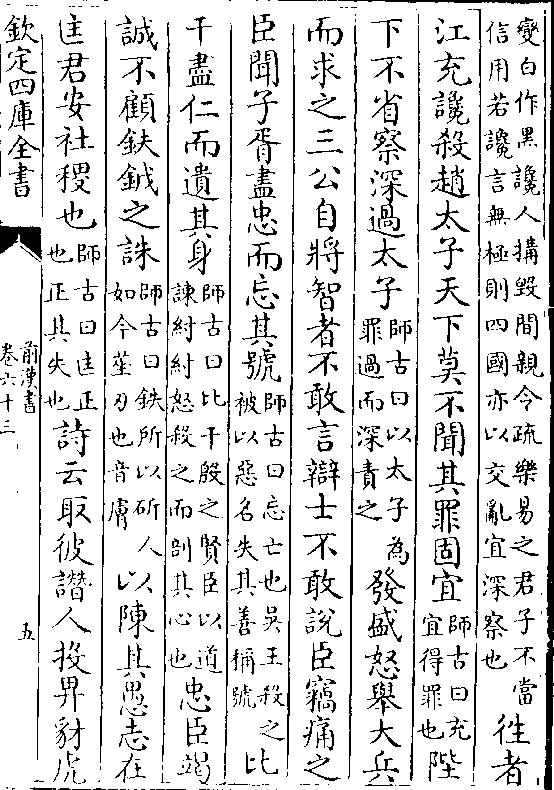 變白作黑讒人搆毀間親令疏樂易之君子不當
信用若讒言無極則四國亦以交亂宜深察也
往者
江充讒殺趙太子天下莫不聞其罪固宜
師古曰充
宜得罪也
陛
下不省察深過太子
師古曰以太子為
罪過而深責之
發盛怒舉大兵
而求之三公自將智者不敢言辯士不敢說臣竊痛之
臣聞子胥盡忠而忘其號
師古曰忘亡也吳王殺之
被以惡名失其善稱號
比
干盡仁而遺其身
師古曰比干殷之賢臣以道
諫紂紂怒殺之而剖其心也
忠臣竭
誠不顧鈇鉞之誅
師古曰鈇所以斫人
如今莝刃也音膚
以陳其愚志在
匡君安社稷也
師古曰匡正
也正其失也
詩云取彼譖人投畀豺虎
欽定四庫全書
前漢書
卷六十三
五